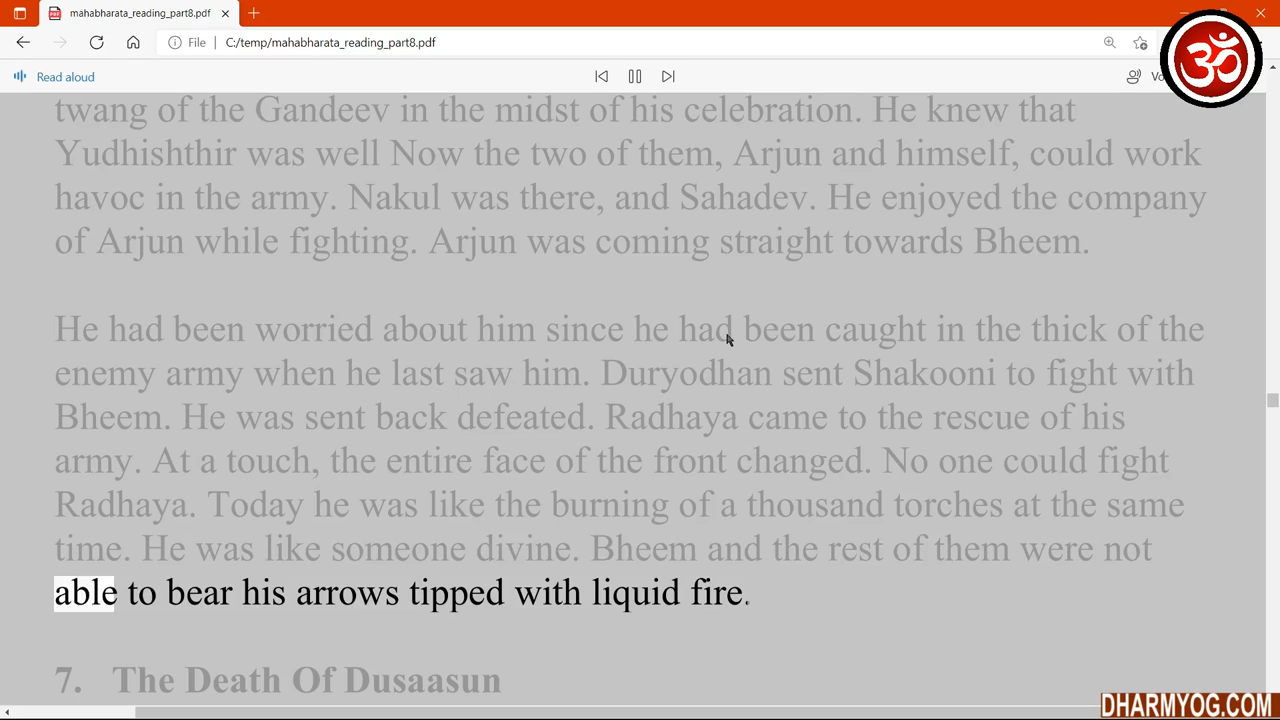 mahabharata_reading_part8.pdf
File C:/temp/mahabharata_reading_part8.pdf
Read aloud
twang of the Gandeev in the midst of his celebration. He knew that
Yudhishthir was well Now the two of them, Arjun and himself, could work
havoc in the army. Nakul was there, and Sahadev. He enjoyed the company
of Arjun while fighting. Arjun was coming straight towards Bheem.
He had been worried about him since he had been caught in the thick of the
enemy army when he last saw him. Duryodhan sent Shakooni to fight with
Bheem. He was sent back defeated. Radhaya came to the rescue of his
army. At a touch, the entire face of the front changed. No one could fight
Radhaya. Today he was like the burning of a thousand torches at the same
time. He was like someone divine. Bheem and the rest of them were not
able to bear his arrows tipped with liquid fire.
7. The Death Of Dusaasun
ॐ
DHARMYOG.COM